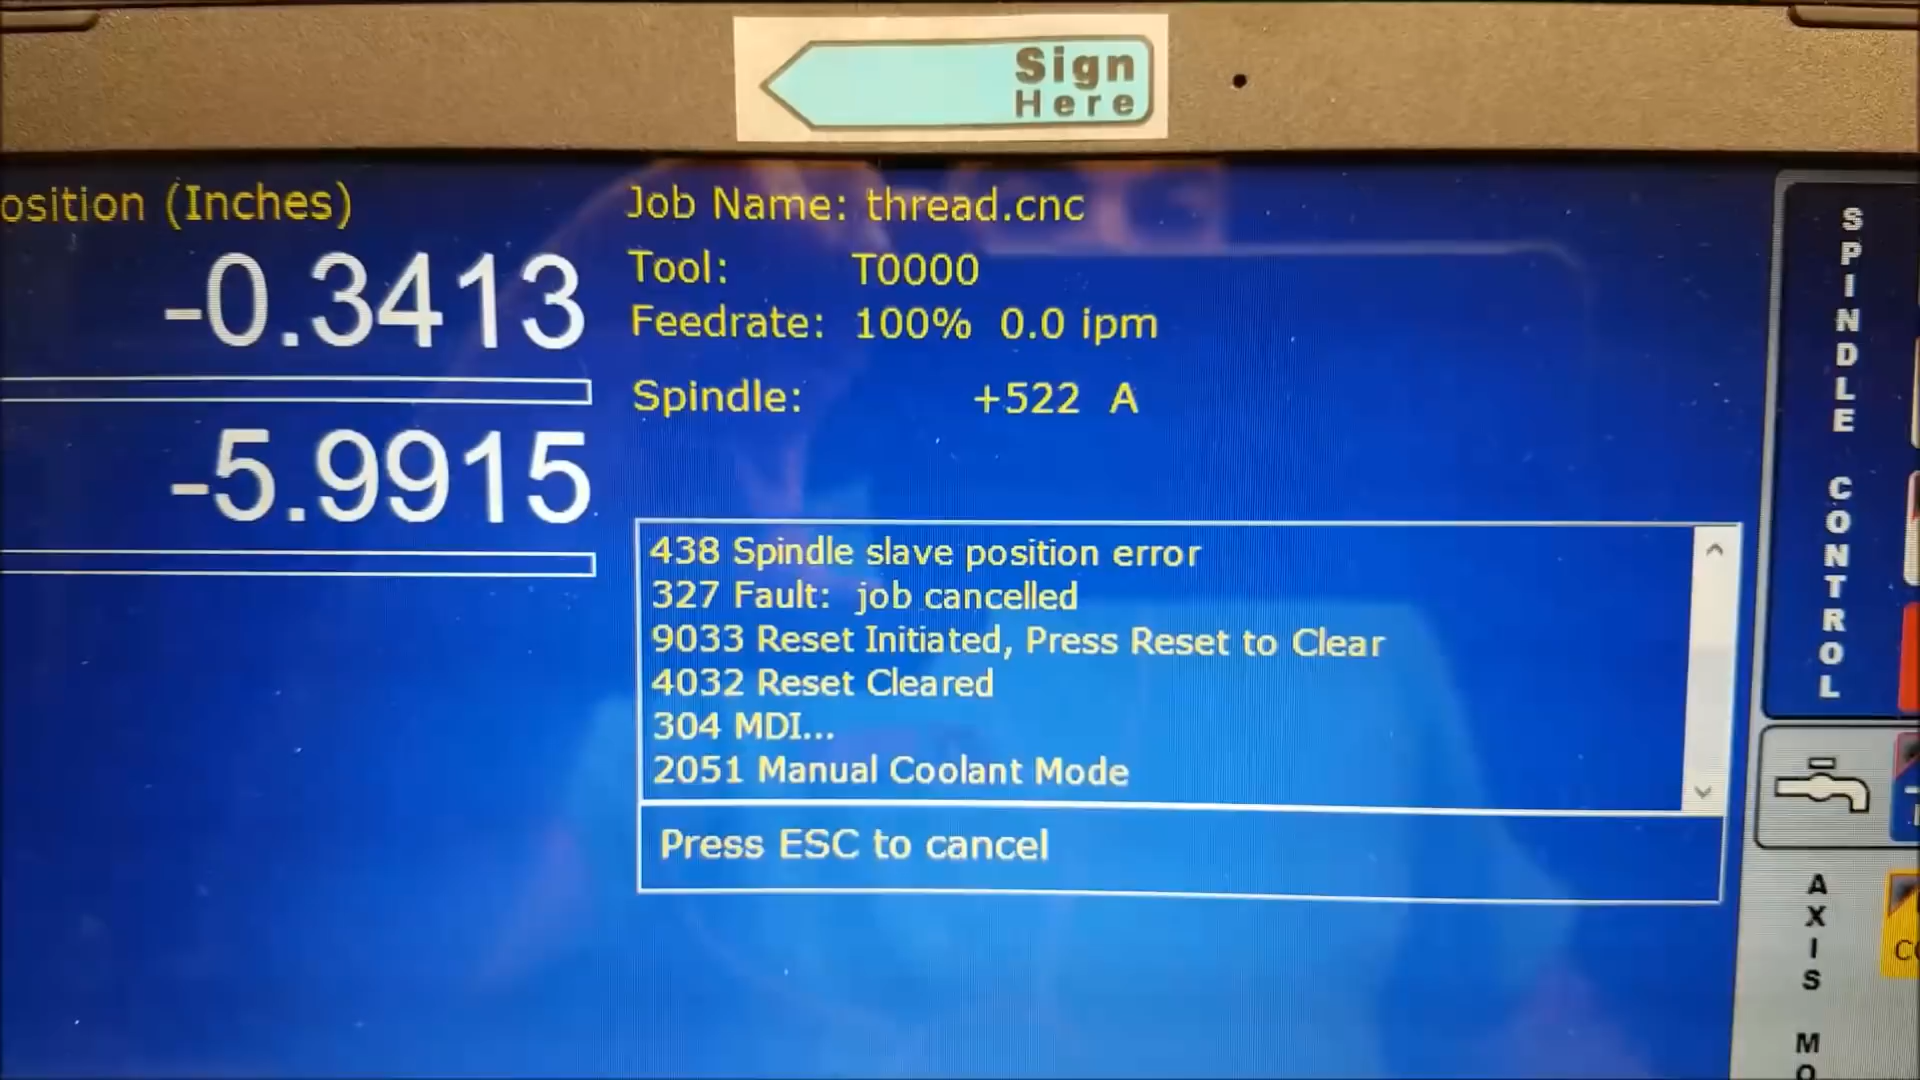 Sign
Here
osition (Inches)
-0.3413
-5.9915
Job Name: thread.cnc
Tool: T0000
Feedrate: 100% 0.0 ipm
Spindle: +522 A
438 Spindle slave position error
327 Fault: job cancelled
9033 Reset Initiated, Press Reset to Clear
4032 Reset Cleared
304 MDI...
2051 Manual Coolant Mode
Press ESC to cancel
SPINDLE CONTROL
AXIS MO